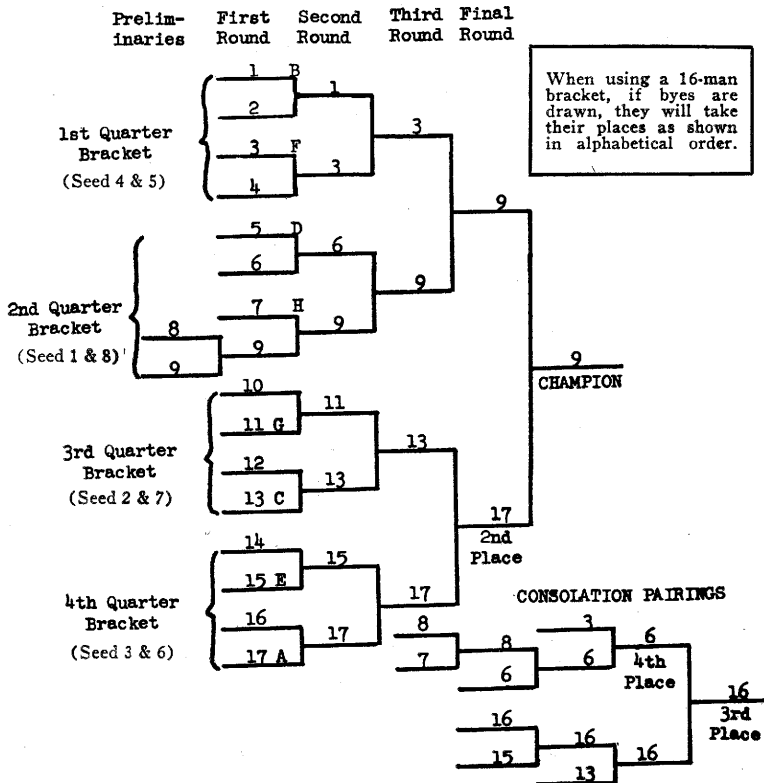 Prelim- First Second Third Final
inaries Round Round Round Round
When using a 16-man
bracket, if byes are
drawn, they will take
their places as shown
in alphabetical order.
1 B
1
2
1st Quarter
Bracket
(Seed 4 & 5)
3
3 F
3
4
9
5 D
6
6
2nd Quarter
Bracket
(Seed 1 & 8)
9
7 H
8
9
9
9
9
CHAMPION
10
11
11 G
3rd Quarter
Bracket
(Seed 2 & 7)
13
12
13
13 C
17
2nd
Place
14
15
15 E
4th Quarter
Bracket
(Seed 3 & 6)
17
16
17
17 A
CONSOLATION PAIRINGS
8
7
8
6
3
6
6
4th
Place
16
3rd
Place
16
15
16
13
16